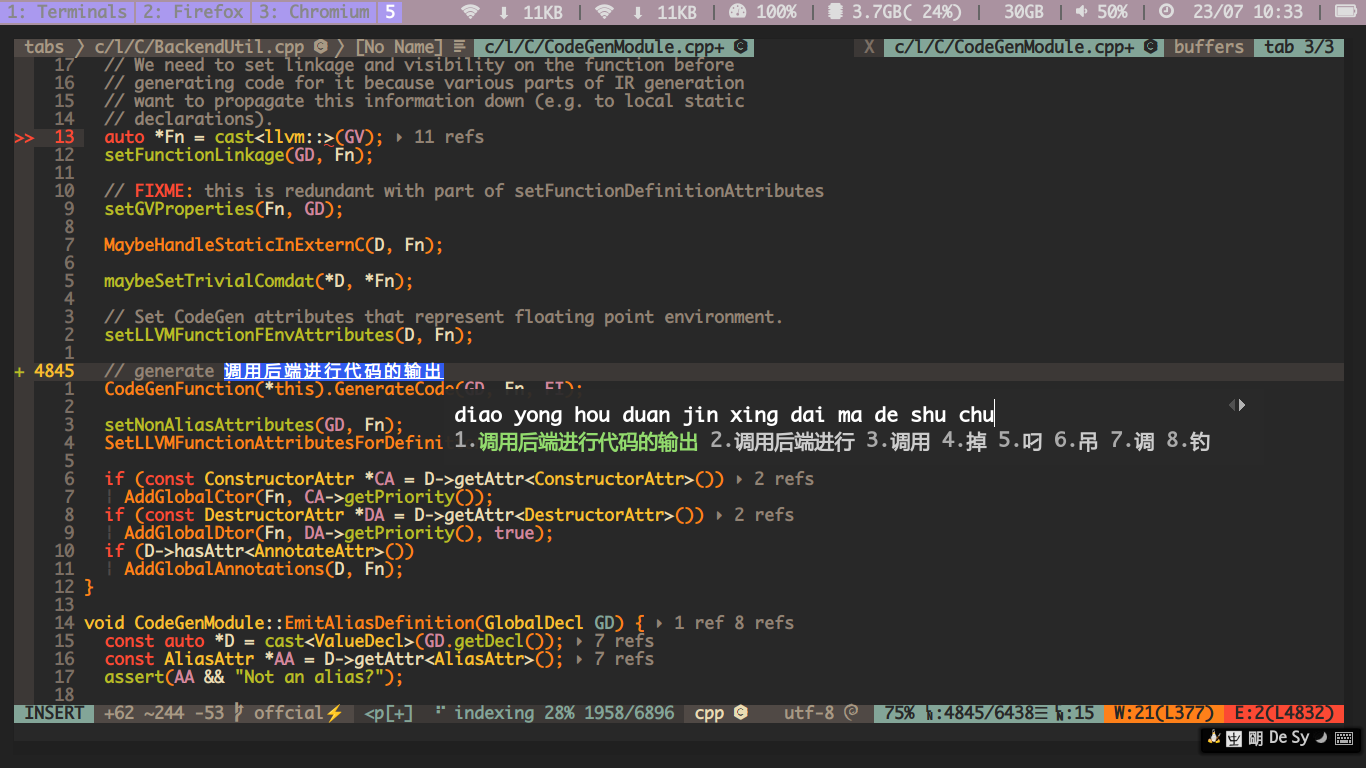 1: Terminals 2: Firefox 3: Chromium 5 11KB | 11KB | 100% | 3.7GB( 24%) | 30GB | 50% | 23/07 10:33 |
tabs c/l/C/BackendUtil.cpp [No Name] c/l/C/CodeGenModule.cpp+ X c/l/C/CodeGenModule.cpp+ buffers tab 3/3
17 // We need to set linkage and visibility on the function before
16 // generating code for it because various parts of IR generation
15 // want to propagate this information down (e.g. to local static
14 // declarations).
>> 13 auto *Fn = cast<llvm::>(GV); 11 refs
12 setFunctionLinkage(GD, Fn);
11
10 // FIXME: this is redundant with part of setFunctionDefinitionAttributes
9 setGVProperties(Fn, GD);
8
7 MaybeHandleStaticInExternC(D, Fn);
6
5 maybeSetTrivialComdat(*D, *Fn);
4
3 // Set CodeGen attributes that represent floating point environment.
2 setLLVMFunctionFEnvAttributes(D, Fn);
1
+ 4845 // generate 调用后端进行代码的输出
1 CodeGenFunction(*this).GenerateCode(GD, Fn, FI);
2
diao yong hou duan jin xing dai ma de shu chu
3 setNonAliasAttributes(GD, Fn);
4 SetLLVMFunctionAttributesForDefini
1.调用后端进行代码的输出 2.调用后端进行 3.调用 4.掉 5.叼 6.吊 7.调 8.钓
5
6 if (const ConstructorAttr *CA = D->getAttr<ConstructorAttr>()) 2 refs
7 AddGlobalCtor(Fn, CA->getPriority());
8 if (const DestructorAttr *DA = D->getAttr<DestructorAttr>()) 2 refs
9 AddGlobalDtor(Fn, DA->getPriority(), true);
10 if (D->hasAttr<AnnotateAttr>())
11 AddGlobalAnnotations(D, Fn);
12 }
13
14 void CodeGenModule::EmitAliasDefinition(GlobalDecl GD) { 1 ref 8 refs
15 const auto *D = cast<ValueDecl>(GD.getDecl()); 7 refs
16 const AliasAttr *AA = D->getAttr<AliasAttr>(); 7 refs
17 assert(AA && "Not an alias?");
18
INSERT +62 ~244 -53 offcial <p[+] indexing 28% 1958/6896 cpp utf-8 75% :4845/6438 :15 W:21(L377) E:2(L4832)
De Sy